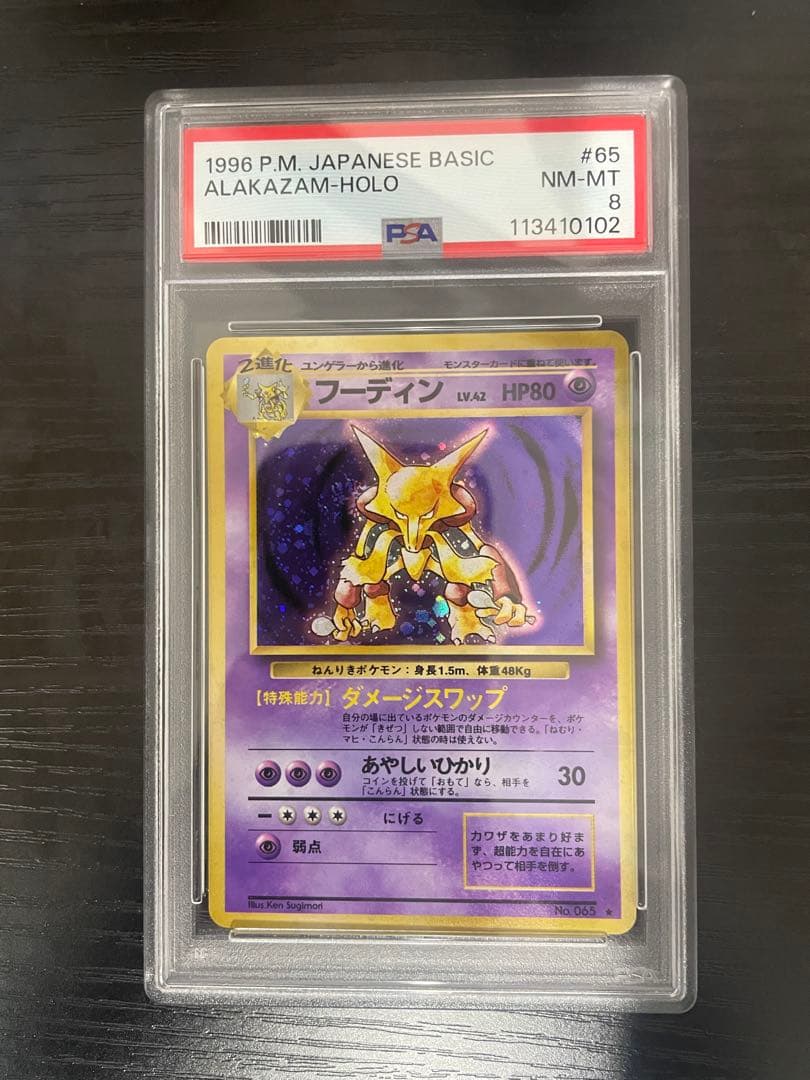 1996 P.M. JAPANESE BASIC #65
ALAKAZAM-HOLO NM-MT
8
PSA 113410102
2進化 ユンゲラーから進化 モンスターカードに重ねて使います。
フーディン LV.42 HP80
ねんりきポケモン:身長1.5m、体重48Kg
【特殊能力】ダメージスワップ
自分の場に出ているポケモンのダメージカウンターを、ポケ
モンが「きぜつ」しない範囲で自由に移動できる。「ねむり・
マヒ・こんらん」状態の時は使えない。
あやしいひかり 30
コインを投げて「おもて」なら、相手を
「こんらん」状態にする。
ー にげる
弱点
力ワザをあまり好ま
ず、超能力を自在にあ
やつって相手を倒す。
Illus.Ken Sugimori No. 065 ★